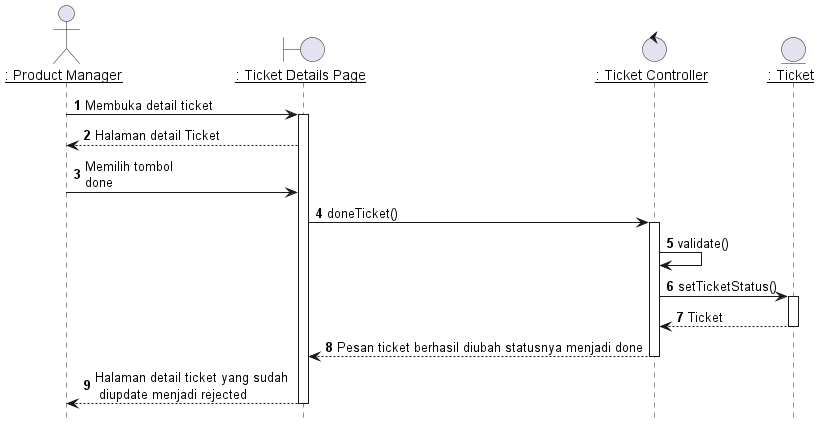 : Product Manager
: Ticket Details Page
: Ticket Controller
: Ticket
1 Membuka detail ticket
2 Halaman detail Ticket
3 Memilih tombol
done
4 doneTicket()
5 validate()
6 setTicketStatus()
7 Ticket
8 Pesan ticket berhasil diubah statusnya menjadi done
9 Halaman detail ticket yang sudah
diupdate menjadi rejected